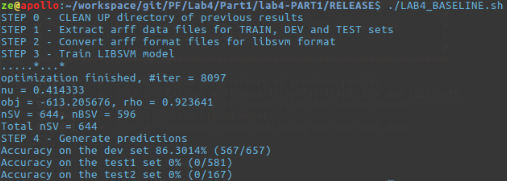 ze@apollo:~/workspace/git/PF/Lab4/Part1/lab4-PART1/RELEASE$ ./LAB4_BASELINE.sh
STEP 0 - CLEAN UP directory of previous results
STEP 1 - Extract arff data files for TRAIN, DEV and TEST sets
STEP 2 - Convert arff format files for libsvm format
STEP 3 - Train LIBSVM model
.....*...*
optimization finished, #iter = 8097
nu = 0.414333
obj = -613.205676, rho = 0.923641
nSV = 644, nBSV = 596
Total nSV = 644
STEP 4 - Generate predictions
Accuracy on the dev set 86.3014% (567/657)
Accuracy on the test1 set 0% (0/581)
Accuracy on the test2 set 0% (0/167)